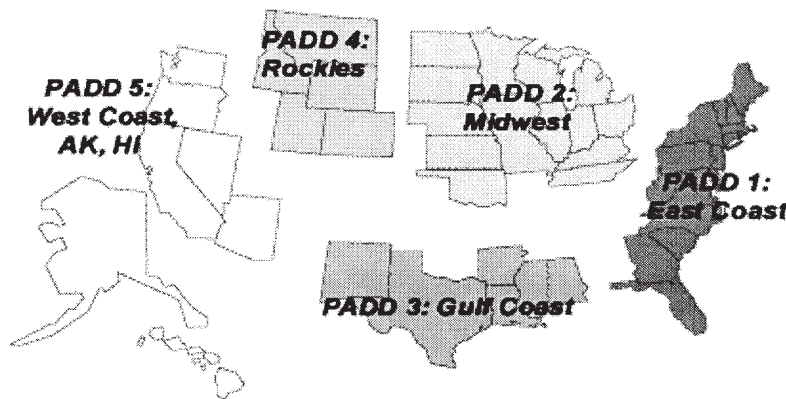 PADD 5:
West Coast,
AK, HI
PADD 4:
Rockies
PADD 2:
Midwest
PADD 1:
East Coast
PADD 3: Gulf Coast